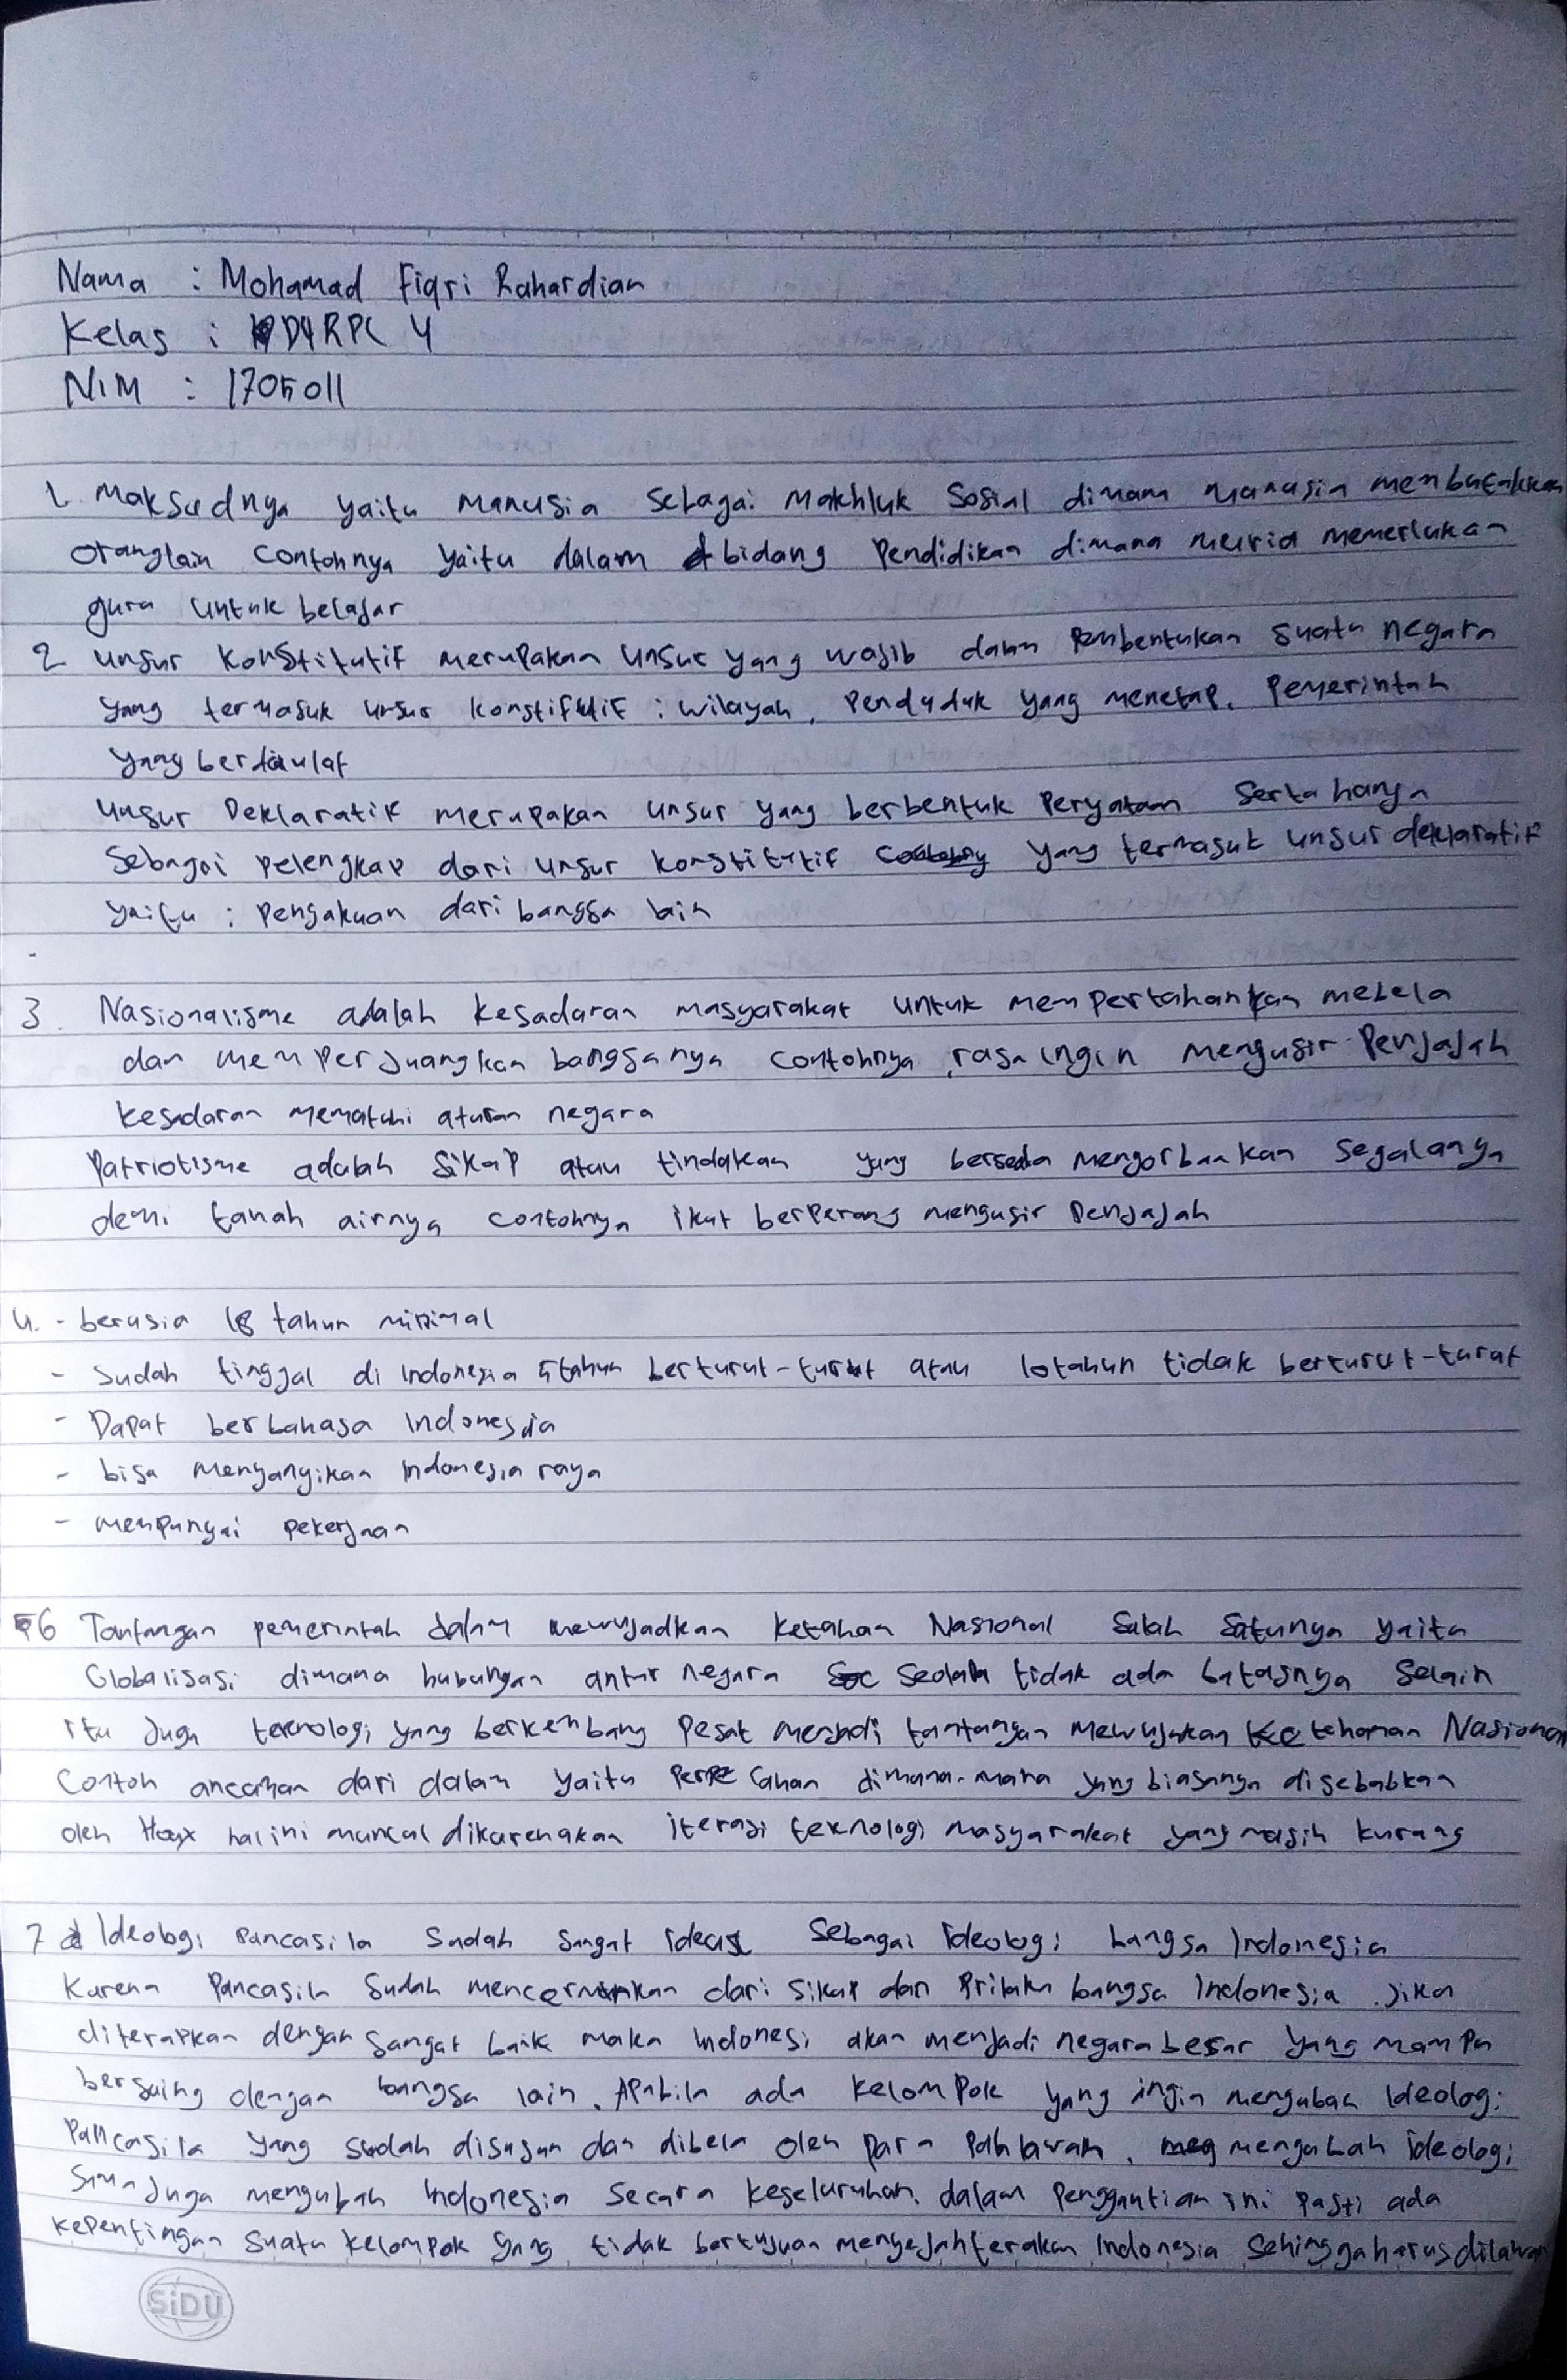 Nama : Mohamad Fiqri Rahardian
Kelas : D4RPL 4
NIM : 1705011
1. Maksudnya yaitu Manusia sebagai Makhluk Sosial dimana manusia membutuhkan
oranglain contohnya yaitu dalam bidang Pendidikan dimana murid memerlukan
guru untuk belajar
2 unsur Konstitutif merupakan unsur yang wajib dalam Pembentukan suatu negara
yang termasuk unsur konstitutif : wilayah, Penduduk yang menetap, Pemerintah
yang berdaulat
unsur Deklaratif merupakan unsur yang berbentuk Peryataan serta hanya
sebagai pelengkap dari unsur konstitutif yang termasuk unsur deklaratif
yaitu : pengakuan dari bangsa lain
3. Nasionalisme adalah kesadaran masyarakat untuk mempertahankan mebela
dan memperjuangkan bangsanya contohnya, rasa ingin mengusir Penjajah
kesadaran mematuhi aturan negara
Patriotisme adalah sikap atau tindakan yang bersedia mengorbankan segalanya
demi tanah airnya contohnya ikut berperang mengusir Penjajah
4. - berusia 18 tahun minimal
- Sudah tinggal di Indonesia 5 tahun berturut-turut atau 10 tahun tidak berturut-turut
- Dapat berbahasa Indonesia
- bisa menyanyikan Indonesia raya
- mempunyai pekerjaan
6 Tantangan pemerintah dalam mewujadkan Ketahan Nasional Salah Satunya yaitu
Globalisasi dimana hubungan antar negara tidak ada batasnya Selain
itu Juga teknologi yang berkembang Pesat menjadi tantangan mewujukan Ketehanan Nasional
Contoh ancaman dari dalam yaitu dimana-mana yang biasanya disebabkan
oleh Hoax hal ini muncal dikarenakan iterasi teknologi masyarakat yang masih kurang
7 Ideologi Pancasila Sudah Sangat ideal Sebagai ideologi bangsa Indonesia
Karena Pancasila Sudah mencerminkan dari Sikap dan Prilaku bangsa Indonesia. Jika
diterapkan dengan Sangat baik maka Indonesi akan menjadi negara besar yang mampu
bersaing dengan bangsa lain. Apabila ada kelompok yang ingin mengubah Ideologi
Pancasila yang sudah disusun dan dibela oleh para Pahlawan, mengubah ideologi
Sama Juga mengubah Indonesia Secara Keseluruhan. dalam penggantian ini pasti ada
kepentingan suatu kelompok yang tidak bertujuan menyejahterakan Indonesia Sehingga harus dilawan
SiDU